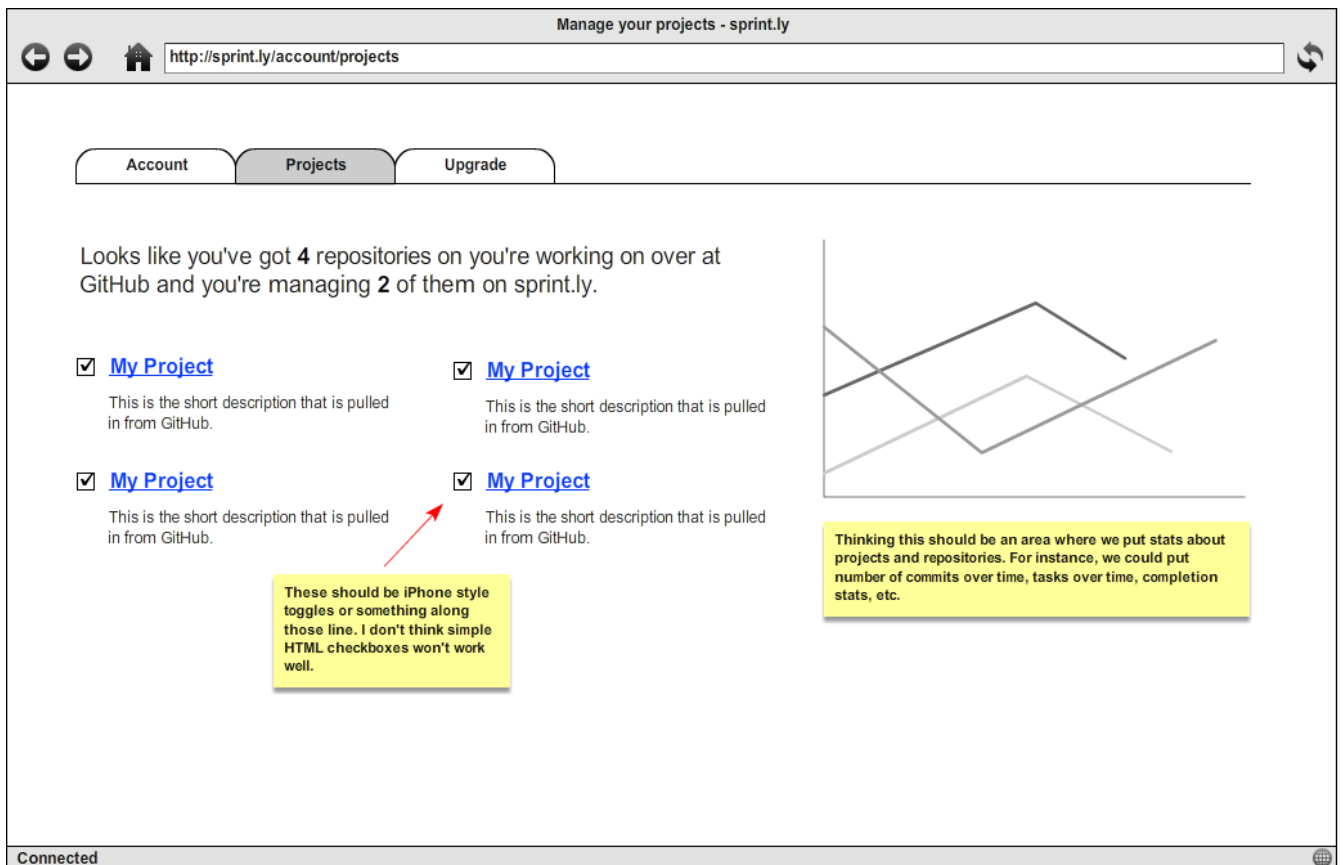 Manage your projects - sprint.ly
http://sprint.ly/account/projects
Account
Projects
Upgrade
Looks like you've got 4 repositories on you're working on over at
GitHub and you're managing 2 of them on sprint.ly.
My Project
This is the short description that is pulled
in from GitHub.
My Project
This is the short description that is pulled
in from GitHub.
My Project
This is the short description that is pulled
in from GitHub.
My Project
This is the short description that is pulled
in from GitHub.
These should be iPhone style
toggles or something along
those line. I don't think simple
HTML checkboxes won't work
well.
Thinking this should be an area where we put stats about
projects and repositories. For instance, we could put
number of commits over time, tasks over time, completion
stats, etc.
Connected